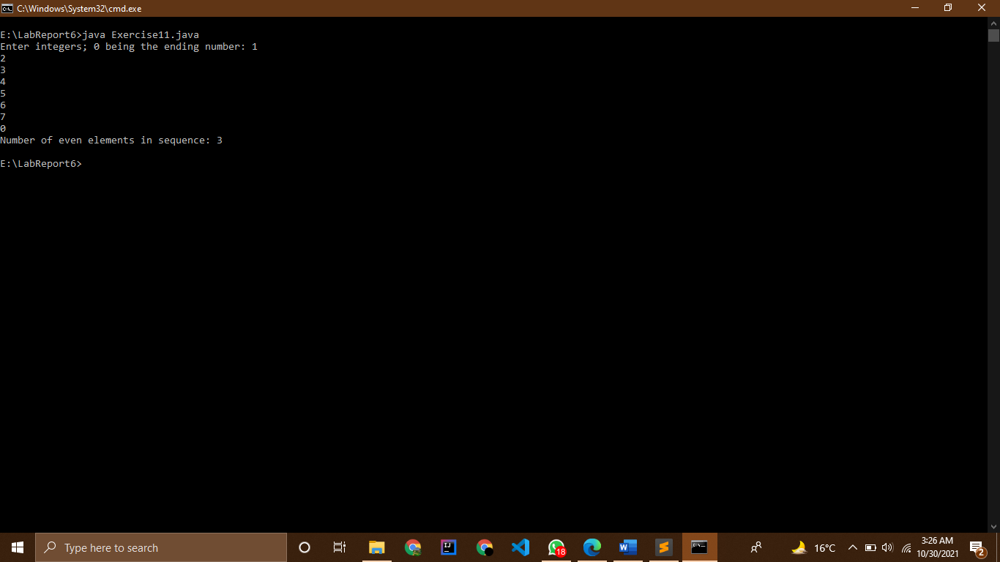 C:\Windows\System32\cmd.exe
E:\LabReport6>java Exercise11.java
Enter integers; 0 being the ending number: 1
2
3
4
5
6
7
0
Number of even elements in sequence: 3
E:\LabReport6>
Type here to search
IJ
18
W
16°C
3:26 AM
10/30/2021
2